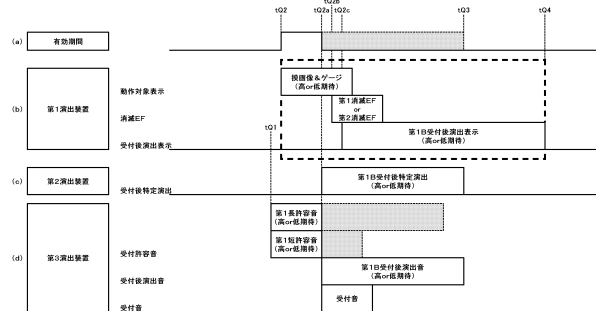 tQ2b
tQ2 tQ2a tQ2c tQ3 tQ4
(a) 有効期間
操画像&ゲージ
(高or低期待)
動作対象表示
第1消滅EF
or
第2消滅EF
(b) 第1演出装置
消滅EF
第1B受付後演出表示
(高or低期待)
tQ1
受付後演出表示
(c) 第2演出装置
第1B受付後特定演出
(高or低期待)
受付後特定演出
第1長許容音
(高or低期待)
第1短許容音
(高or低期待)
受付許容音
(d) 第3演出装置
第1B受付後演出音
(高or低期待)
受付後演出音
受付音
受付音